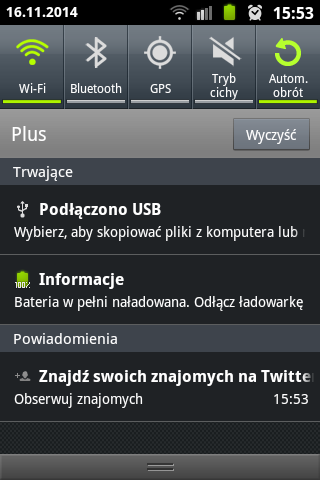 16.11.2014 15:53
Wi-Fi Bluetooth GPS Tryb cichy Autom. obrót
Plus Wyczyść
Trwające
Podłączono USB
Wybierz, aby skopiować pliki z komputera lub
Informacje
100%
Bateria w pełni naładowana. Odłącz ładowarkę
Powiadomienia
Znajdź swoich znajomych na Twitte
Obserwuj znajomych 15:53